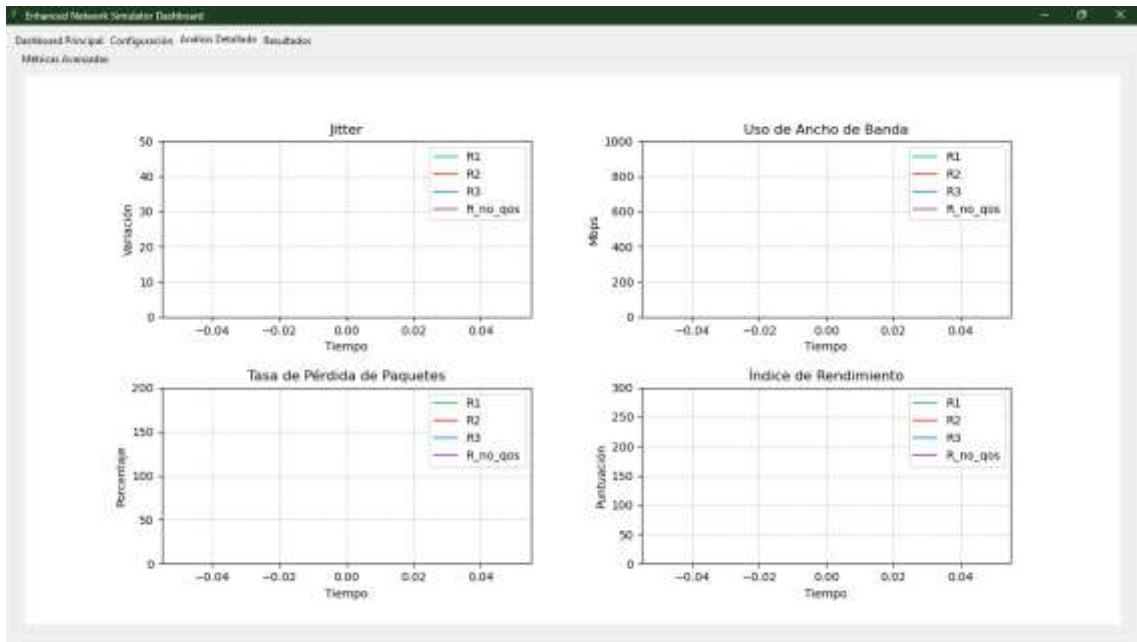 Enhanced Network Simulator Dashboard
Dashboard Principal Configuración Análisis Detallado Resultados
Métricas Avanzadas
Jitter
50
40
30
20
10
0
Variación
R1
R2
R3
R_no_qos
−0.04 −0.02 0.00 0.02 0.04
Tiempo
Uso de Ancho de Banda
1000
800
600
400
200
0
Mbps
R1
R2
R3
R_no_qos
−0.04 −0.02 0.00 0.02 0.04
Tiempo
Tasa de Pérdida de Paquetes
200
150
100
50
0
Porcentaje
R1
R2
R3
R_no_qos
−0.04 −0.02 0.00 0.02 0.04
Tiempo
Índice de Rendimiento
300
250
200
150
100
50
0
Puntuación
R1
R2
R3
R_no_qos
−0.04 −0.02 0.00 0.02 0.04
Tiempo